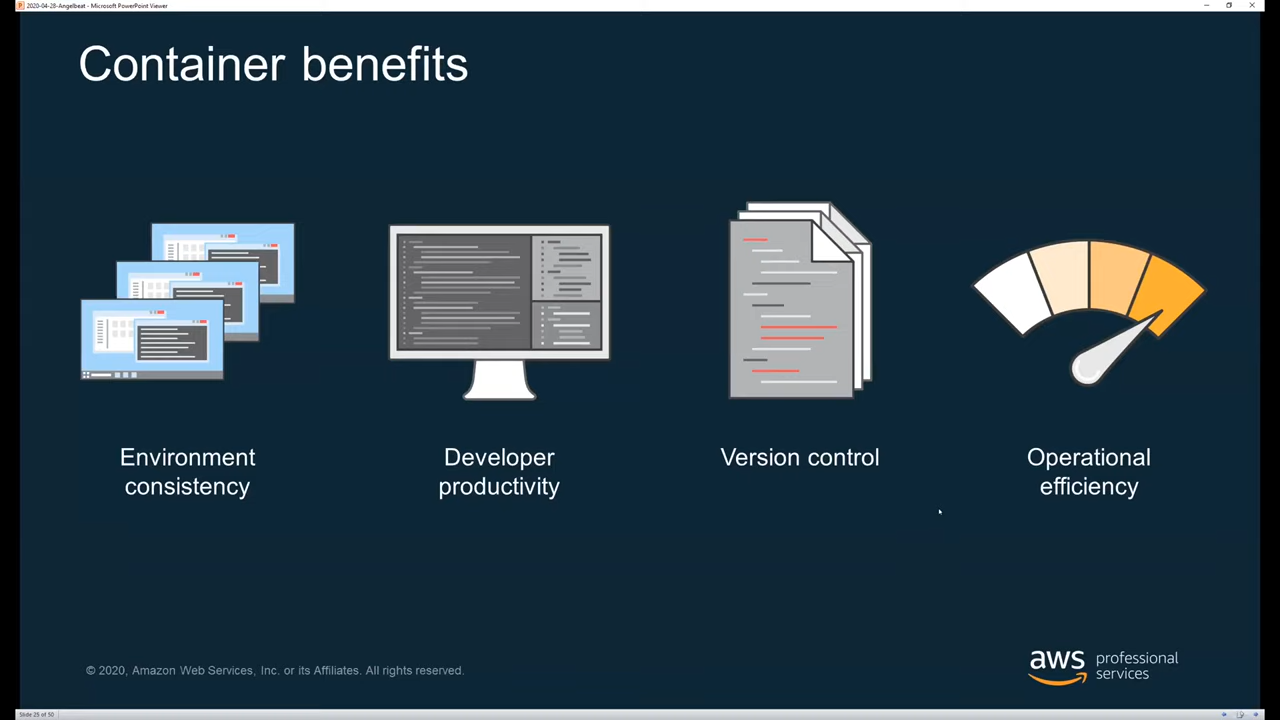 2020-04-28-Angelbeat - Microsoft PowerPoint Viewer
Container benefits
Environment
consistency
Developer
productivity
Version control
Operational
efficiency
© 2020, Amazon Web Services, Inc. or its Affiliates. All rights reserved.
aws professional
services
Slide 25 of 50